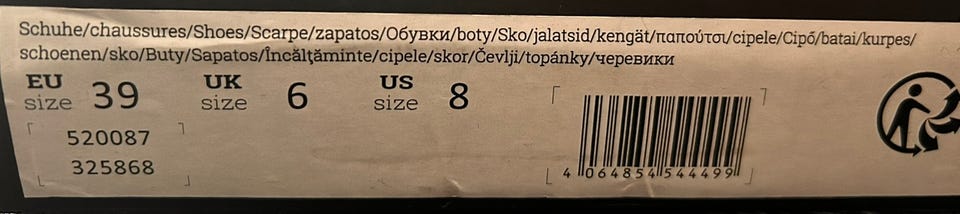 Schuhe/chaussures/Shoes/Scarpe/zapatos/Обувки/boty/Sko/jalatsid/kengät/παπούτσι/cipele/Cipő/batai/kurpes/
schoenen/sko/Buty/Sapatos/Încălţăminte/cipele/skor/Čevlji/topánky/черевики
EU size 39 UK size 6 US size 8
520087
325868
4 064854 544499